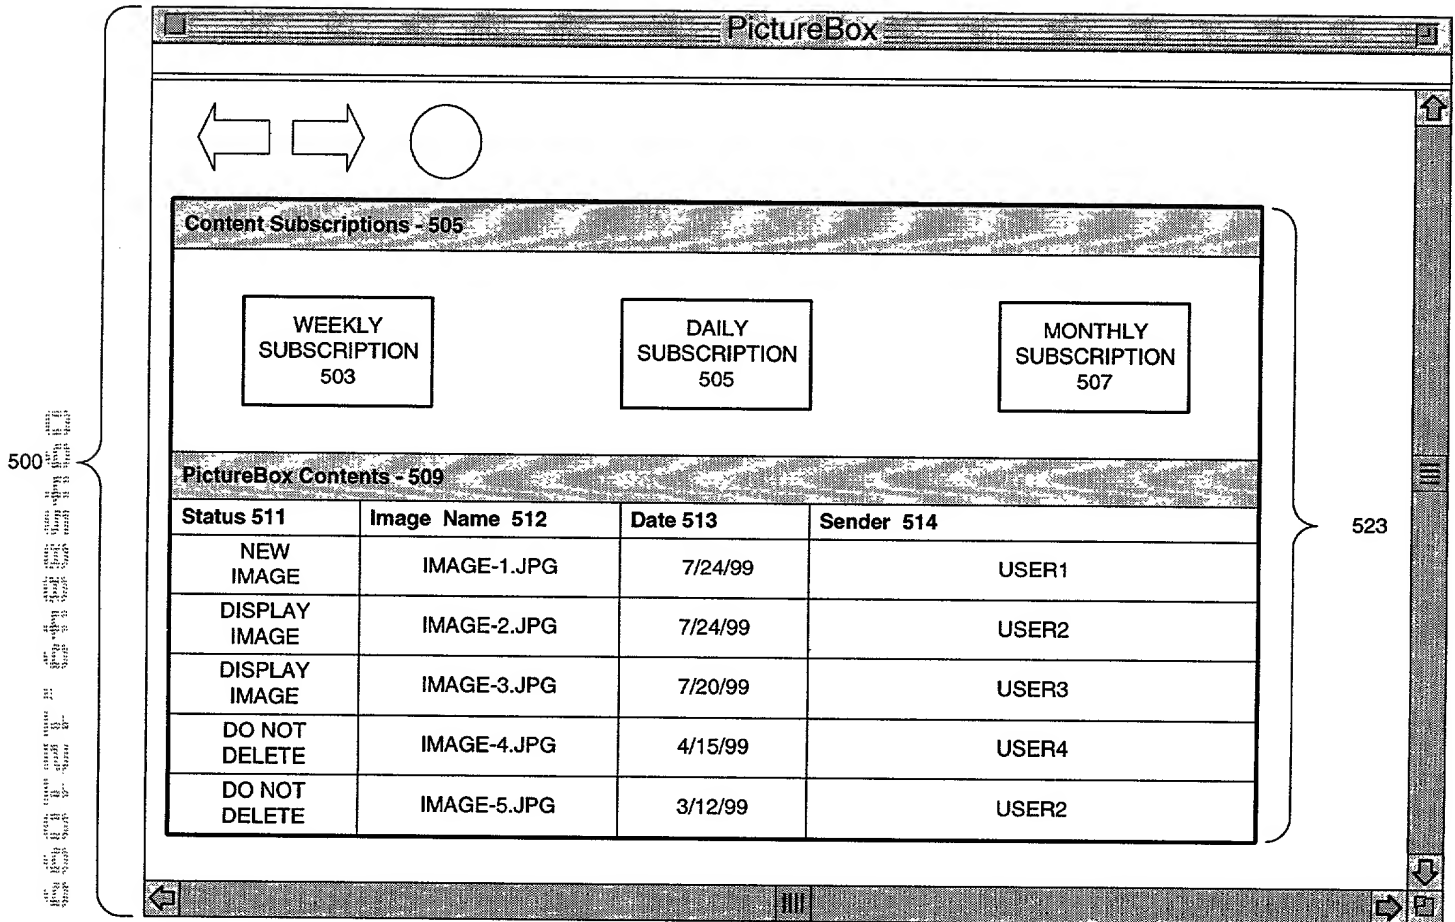 PictureBox
Content Subscriptions - 505
WEEKLY
SUBSCRIPTION
503
DAILY
SUBSCRIPTION
505
MONTHLY
SUBSCRIPTION
507
500
PictureBox Contents - 509
Status 511 Image Name 512 Date 513 Sender 514
523
NEW
IMAGE
IMAGE-1.JPG 7/24/99 USER1
DISPLAY
IMAGE
IMAGE-2.JPG 7/24/99 USER2
DISPLAY
IMAGE
IMAGE-3.JPG 7/20/99 USER3
DO NOT
DELETE
IMAGE-4.JPG 4/15/99 USER4
DO NOT
DELETE
IMAGE-5.JPG 3/12/99 USER2